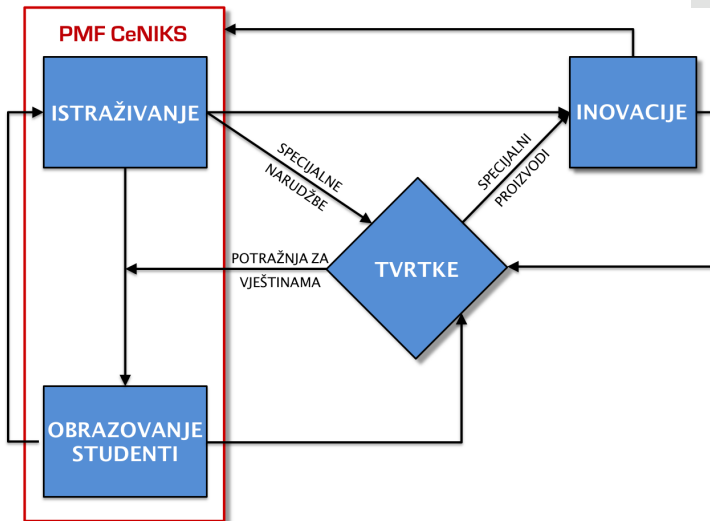 PMF CeNIKS
ISTRAŽIVANJE
INOVACIJE
SPECIJALNE
NARUDŽBE
SPECIJALNI
PROIZVODI
POTRAŽNJA ZA
VJEŠTINAMA
TVRTKE
OBRAZOVANJE
STUDENTI